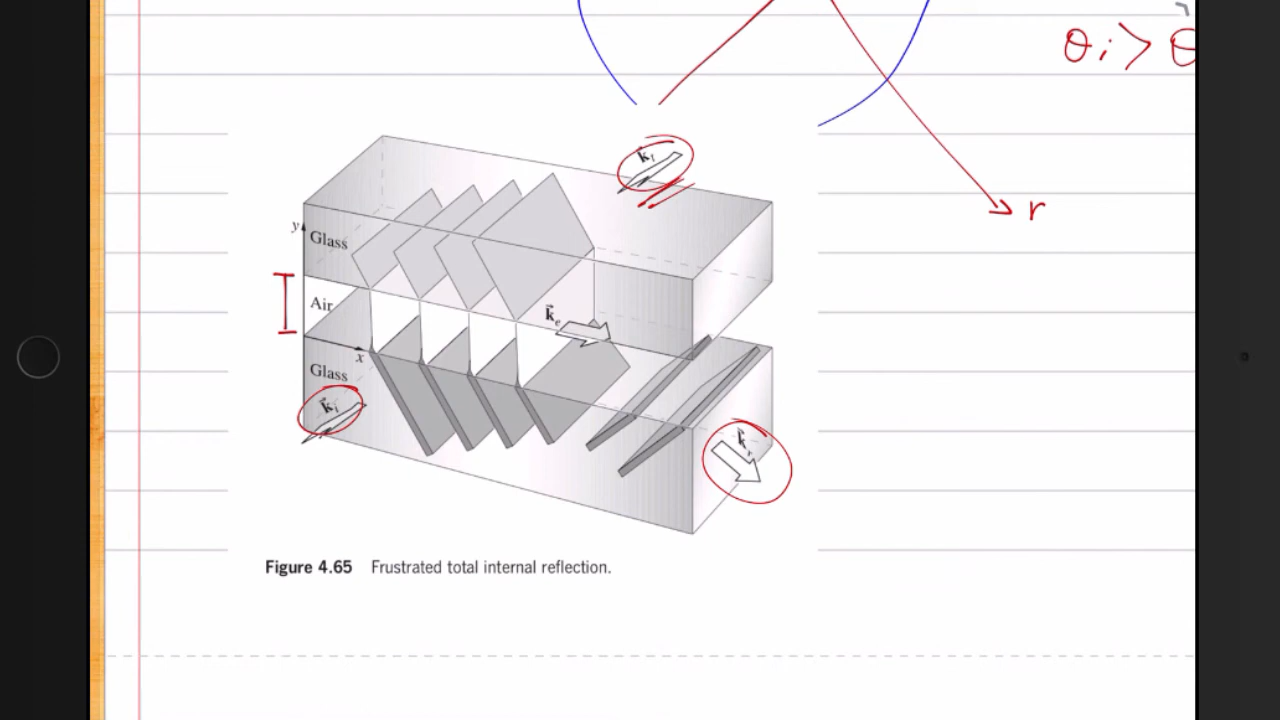 θi > θ
k⃗t
r
y
Glass
Air
k⃗e
x
Glass
k⃗i
k⃗r
Figure 4.65 Frustrated total internal reflection.